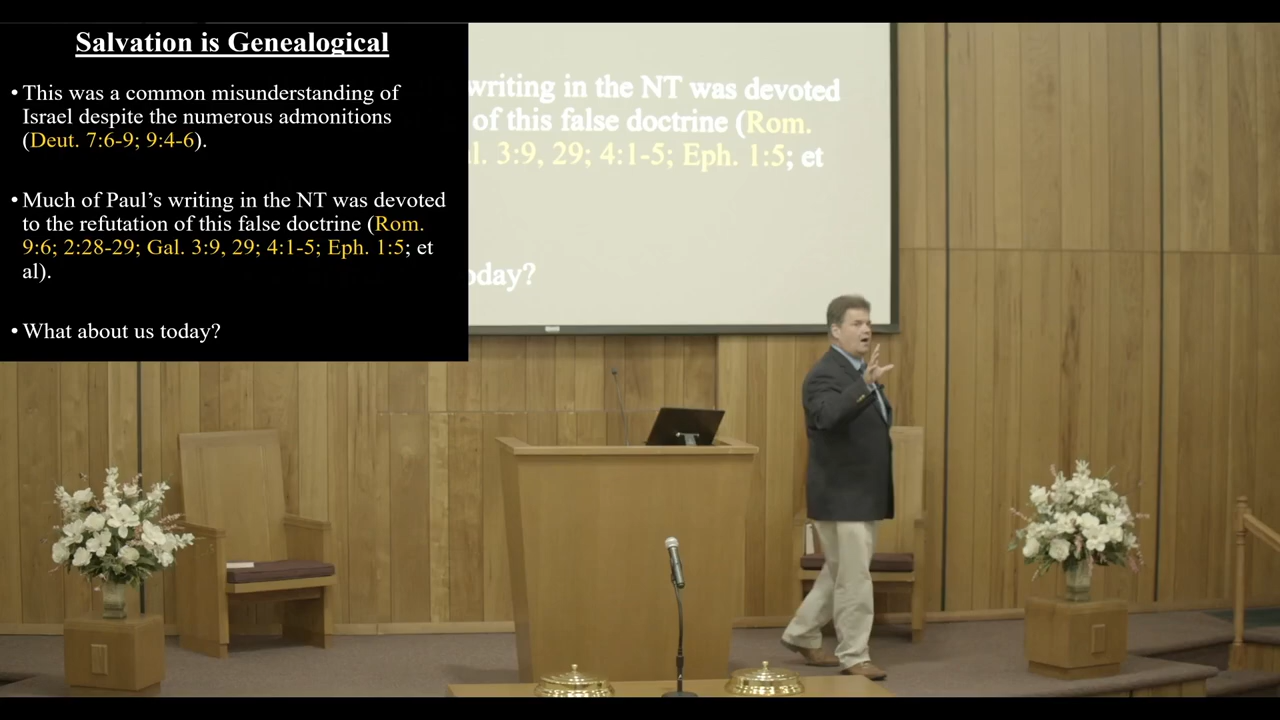 Salvation is Genealogical
• This was a common misunderstanding of
Israel despite the numerous admonitions
(Deut. 7:6-9; 9:4-6).
• Much of Paul's writing in the NT was devoted
to the refutation of this false doctrine (Rom.
9:6; 2:28-29; Gal. 3:9, 29; 4:1-5; Eph. 1:5; et
al).
• What about us today?
writing in the NT was devoted
of this false doctrine (Rom.
l. 3:9, 29; 4:1-5; Eph. 1:5; et
oday?